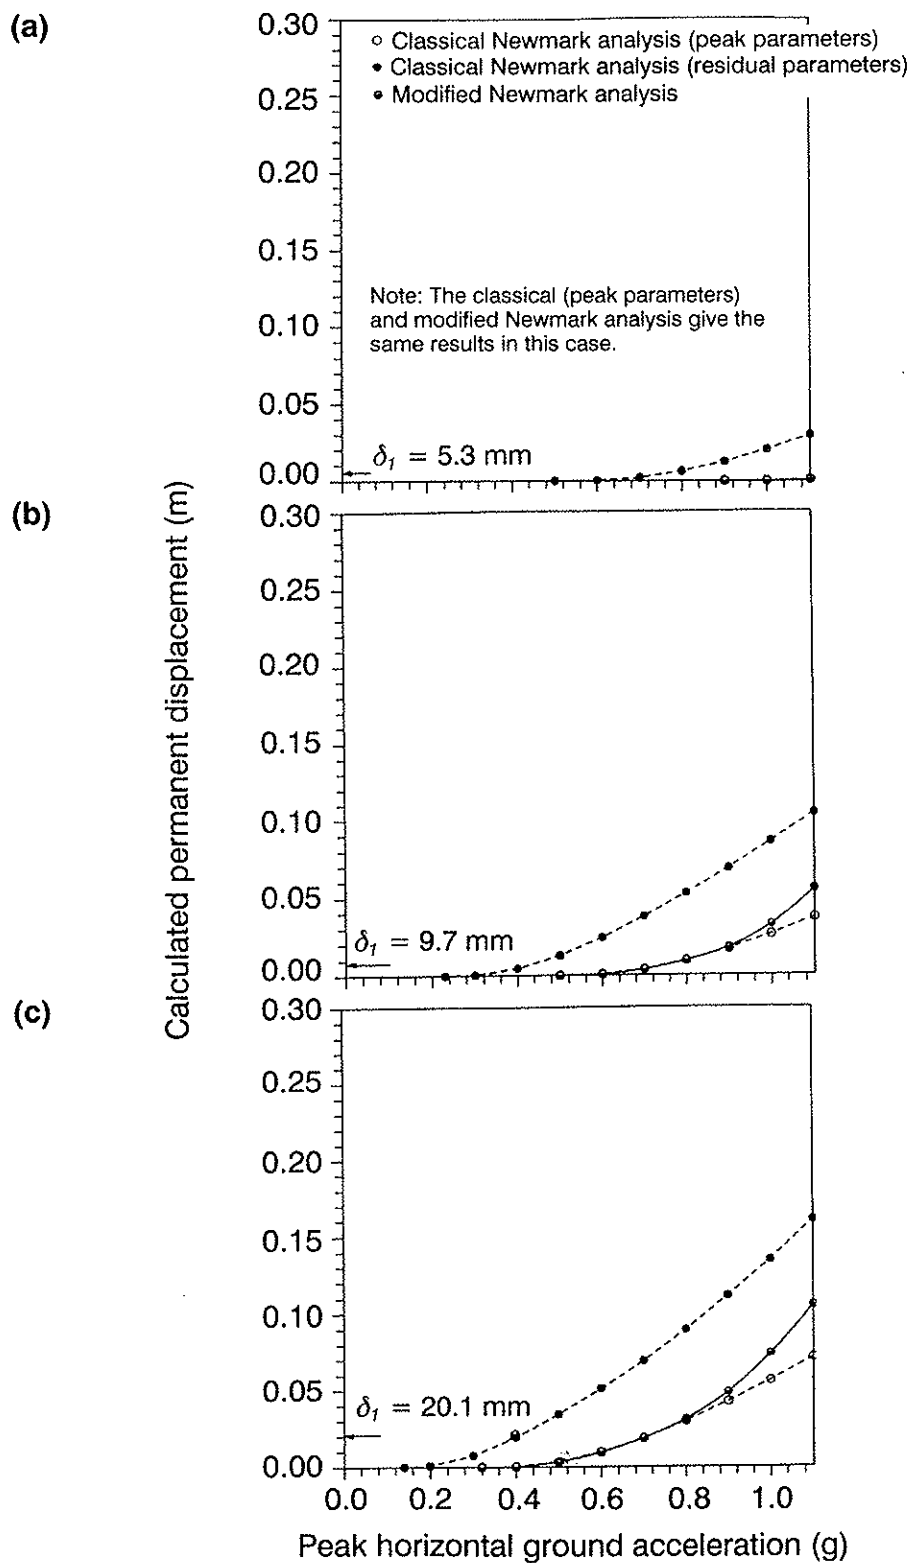 (a)
0.30
○ Classical Newmark analysis (peak parameters)
● Classical Newmark analysis (residual parameters)
Modified Newmark analysis
0.25
0.20
0.15
Note: The classical (peak parameters)
and modified Newmark analysis give the
same results in this case.
0.10
0.05
δ1 = 5.3 mm
0.00
(b)
0.30
0.25
0.20
0.15
0.10
0.05
δ1 = 9.7 mm
0.00
Calculated permanent displacement (m)
(c)
0.30
0.25
0.20
0.15
0.10
0.05
δ1 = 20.1 mm
0.00
0.0 0.2 0.4 0.6 0.8 1.0
Peak horizontal ground acceleration (g)